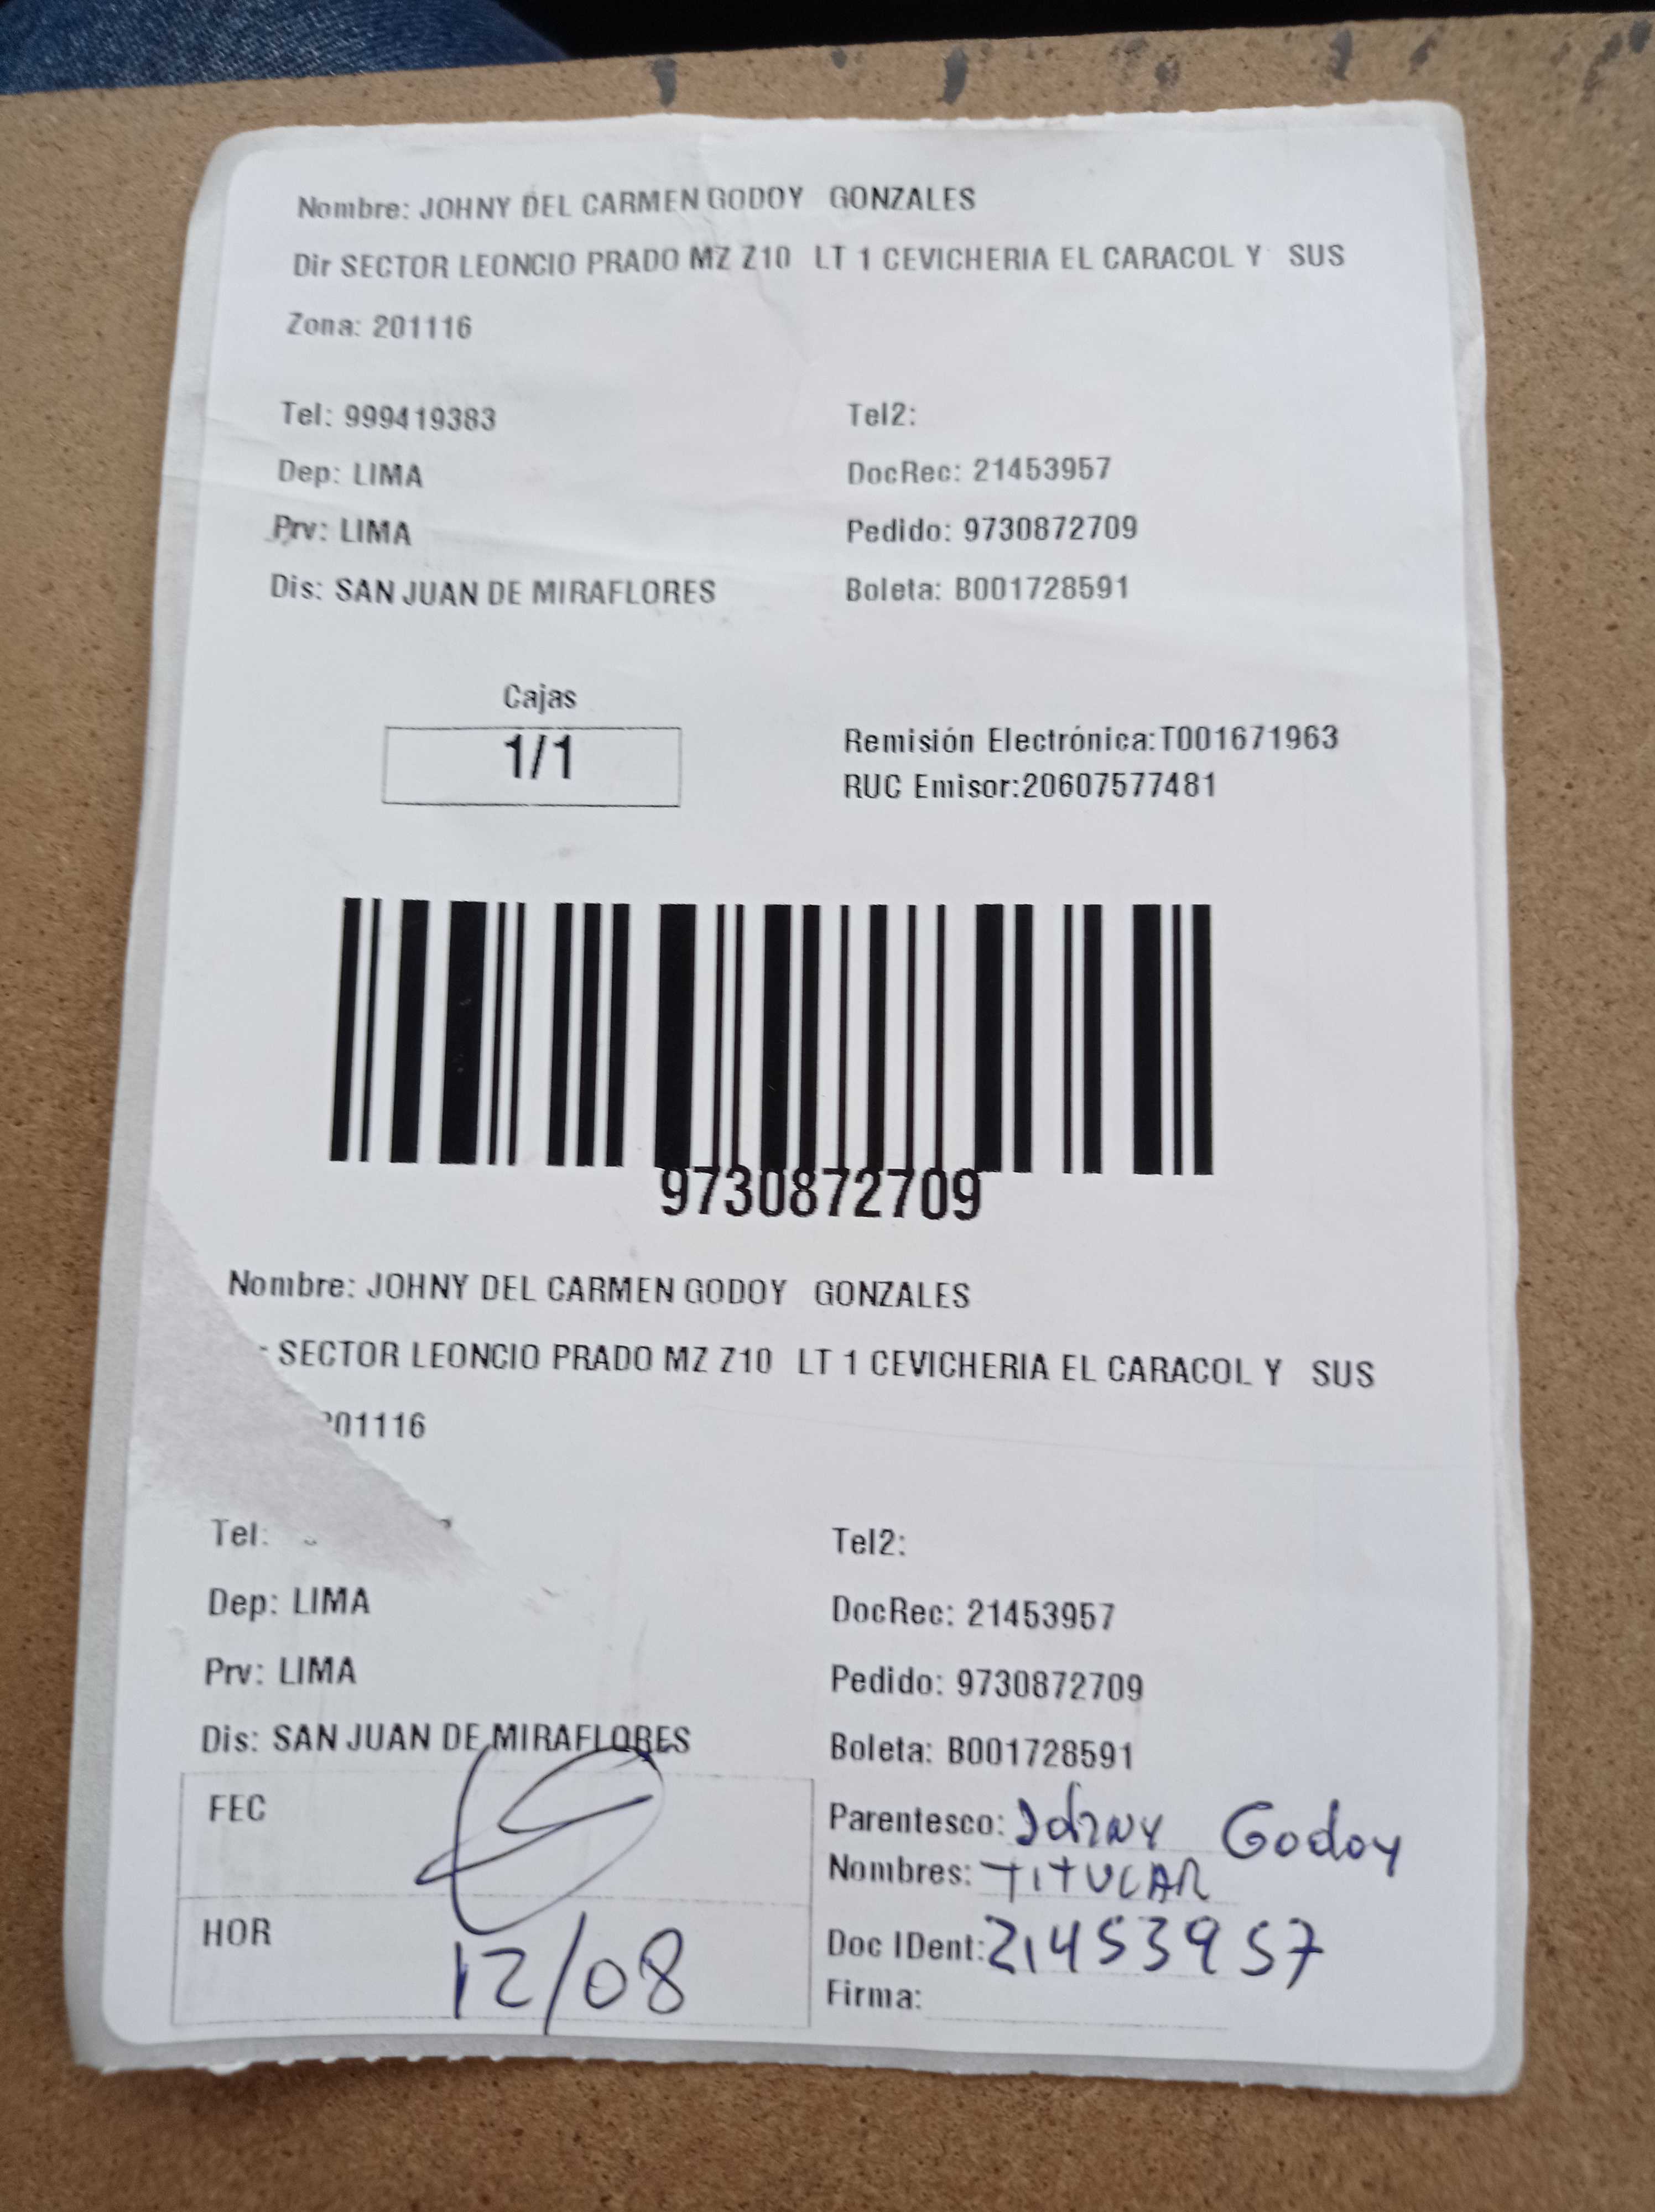 Nombre: JOHNY DEL CARMEN GODOY GONZALES
Dir SECTOR LEONCIO PRADO MZ Z10 LT 1 CEVICHERIA EL CARACOL Y SUS
Zona: 201116
Tel: 999419383 Tel2:
Dep: LIMA DocRec: 21453957
Prv: LIMA Pedido: 9730872709
Dis: SAN JUAN DE MIRAFLORES Boleta: B001728591
Cajas
1/1
Remisión Electrónica:T001671963
RUC Emisor:20607577481
9730872709
Nombre: JOHNY DEL CARMEN GODOY GONZALES
SECTOR LEONCIO PRADO MZ Z10 LT 1 CEVICHERIA EL CARACOL Y SUS
01116
Tel: Tel2:
Dep: LIMA DocRec: 21453957
Prv: LIMA Pedido: 9730872709
Dis: SAN JUAN DE MIRAFLORES Boleta: B001728591
FEC
Parentesco: Johny Godoy
Nombres: TITULAR
HOR 12/08
Doc IDent: 21453957
Firma: